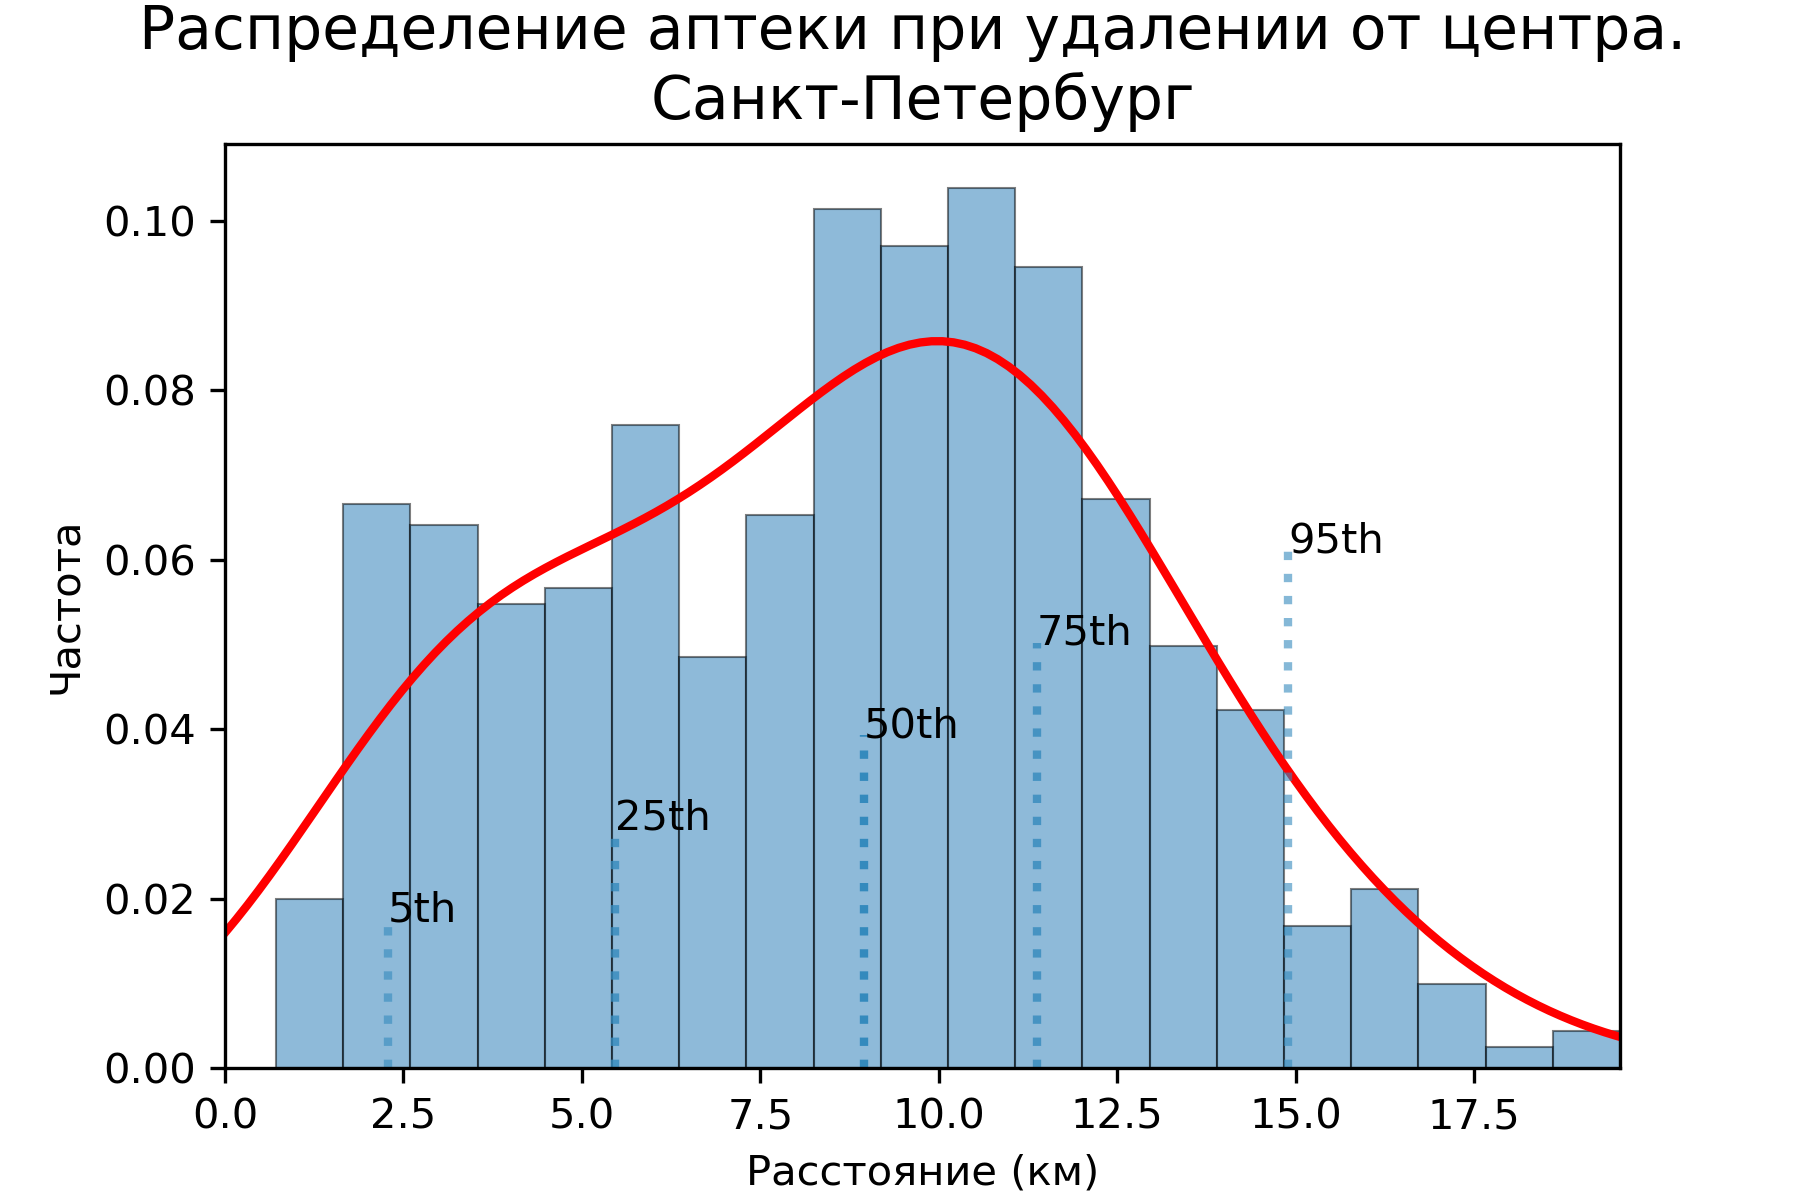 Распределение аптеки при удалении от центра.
Санкт-Петербург
0.10
0.08
0.06
0.04
0.02
0.00
Частота
5th
25th
50th
75th
95th
0.0 2.5 5.0 7.5 10.0 12.5 15.0 17.5
Расстояние (км)